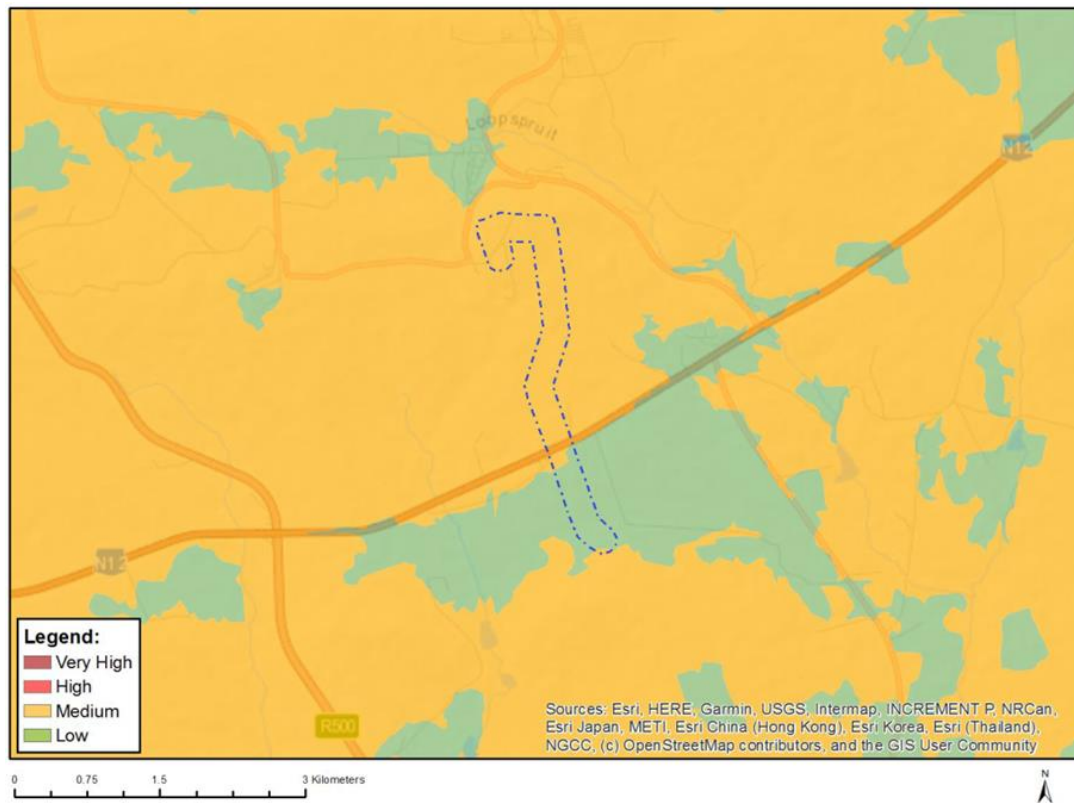 Loopspruit
N12
N12
R500
Legend:
Very High
High
Medium
Low
Sources: Esri, HERE, Garmin, USGS, Intermap, INCREMENT P, NRCan,
Esri Japan, METI, Esri China (Hong Kong), Esri Korea, Esri (Thailand),
NGCC, (c) OpenStreetMap contributors, and the GIS User Community
0 0.75 1.5 3 Kilometers
N